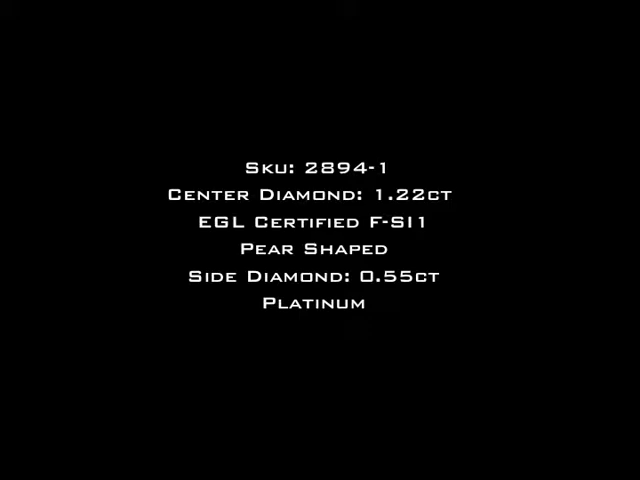 Sku: 2894-1
Center Diamond: 1.22ct
EGL Certified F-SI1
Pear Shaped
Side Diamond: 0.55ct
Platinum